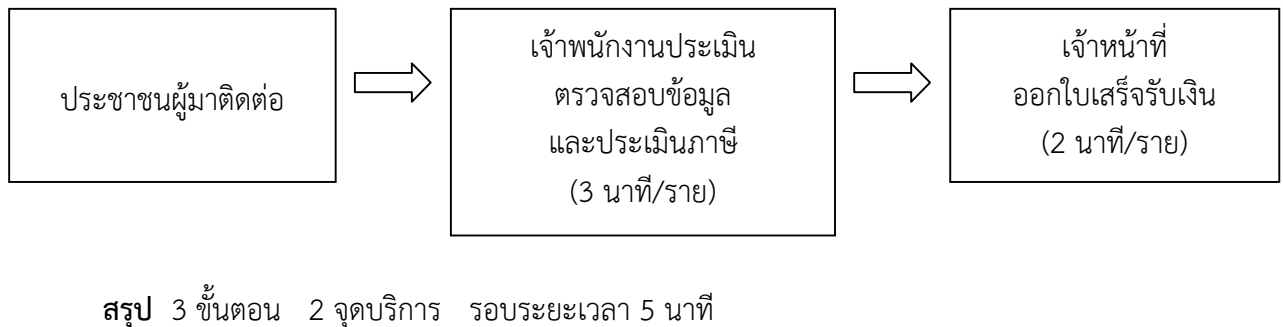 ประชาชนผู้มาติดต่อ
เจ้าพนักงานประเมิน
ตรวจสอบข้อมูล
และประเมินภาษี
(3 นาที/ราย)
เจ้าหน้าที่
ออกใบเสร็จรับเงิน
(2 นาที/ราย)
สรุป 3 ขั้นตอน 2 จุดบริการ รอบระยะเวลา 5 นาที